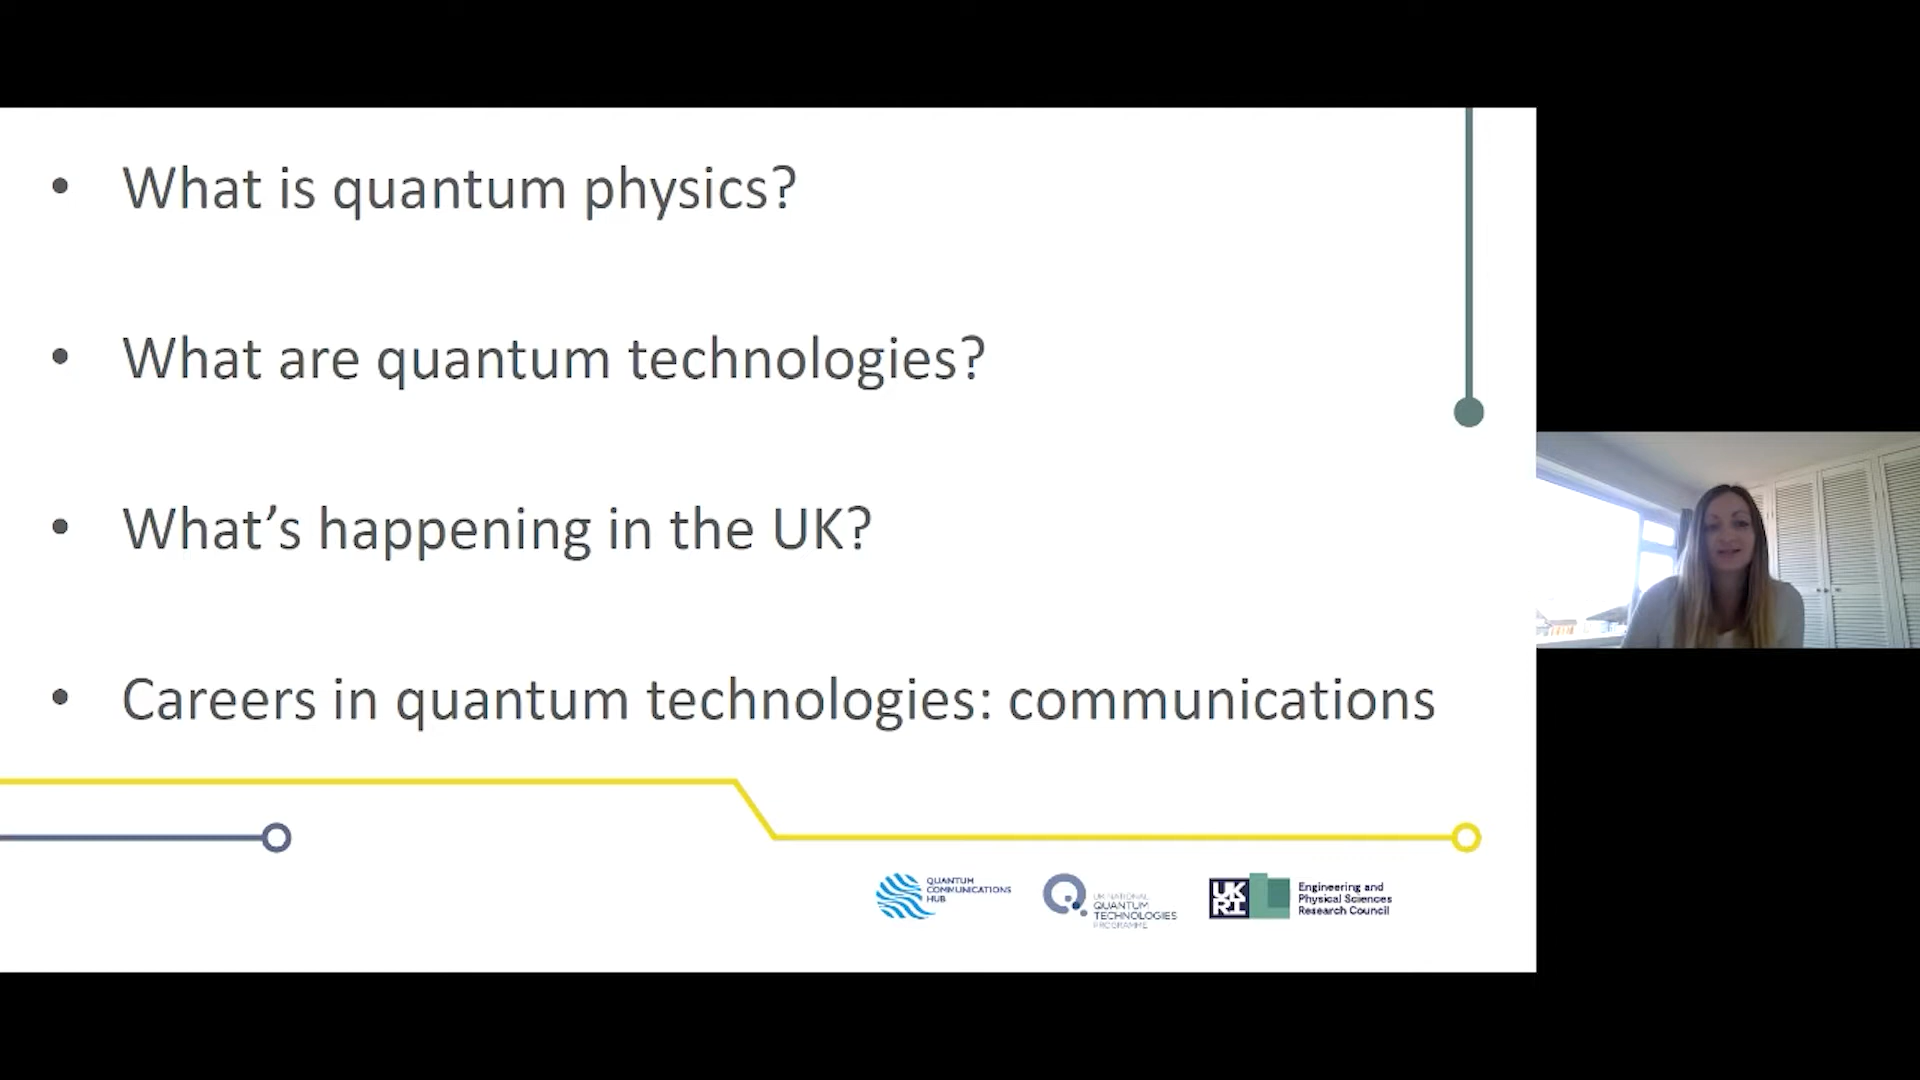 • What is quantum physics?
• What are quantum technologies?
• What's happening in the UK?
• Careers in quantum technologies: communications
QUANTUM
COMMUNICATIONS
HUB
UK NATIONAL
QUANTUM
TECHNOLOGIES
PROGRAMME
UK
RI
Engineering and
Physical Sciences
Research Council